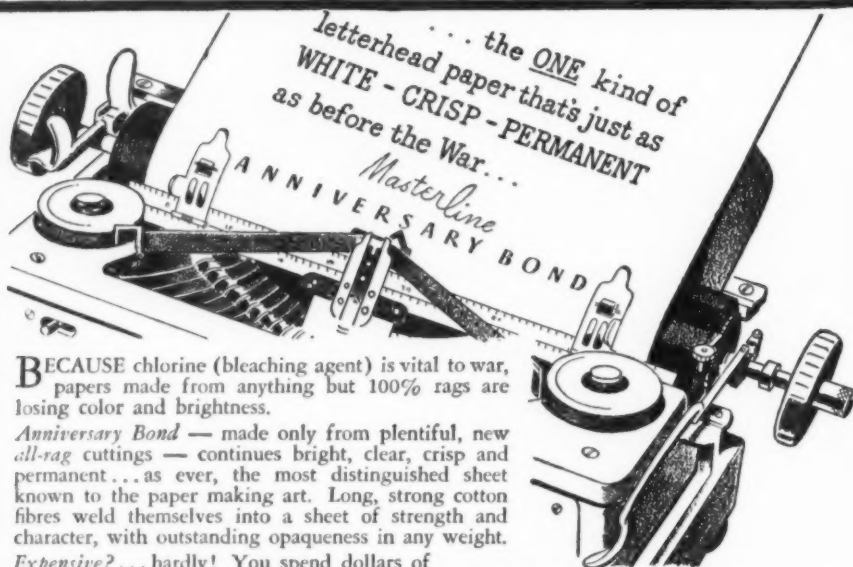 ... the ONE kind of
letterhead paper that's just as
WHITE - CRISP - PERMANENT
as before the War...
Masterline
ANNIVERSARY BOND
BECAUSE chlorine (bleaching agent) is vital to war,
papers made from anything but 100% rags are
losing color and brightness.
Anniversary Bond — made only from plentiful, new
all-rag cuttings — continues bright, clear, crisp and
permanent... as ever, the most distinguished sheet
known to the paper making art. Long, strong cotton
fibres weld themselves into a sheet of strength and
character, with outstanding opaqueness in any weight.
Expensive?... hardly! You spend dollars of